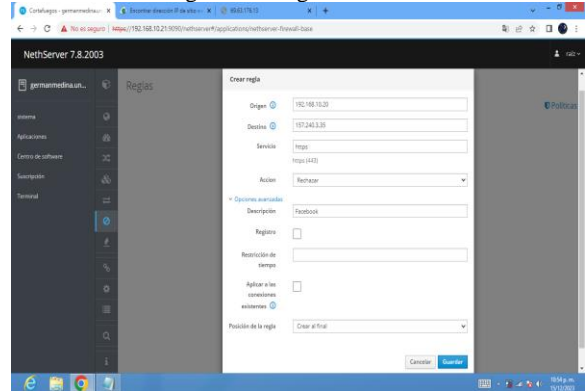 Cortafuegos - germanmedina.u
Encontrar dirección IP de sitio w
No es seguro | https://192.168.10.21:9090/nethserver#/applications/nethserver-firewall-base
NethServer 7.8.2003
raíz
germanmedina.un...
Reglas
Políticas
sistema
Aplicaciones
Centro de software
Suscripción
Terminal
Crear regla
Origen
192.168.10.20
Destino
157.240.3.35
Servicio
https
https (443)
Accion
Rechazar
Opciones avanzadas
Descripción
Facebook
Registro
Restricción de
tiempo
Aplicar a las
conexiones
existentes
Posición de la regla
Crear al final
Cancelar
Guardar